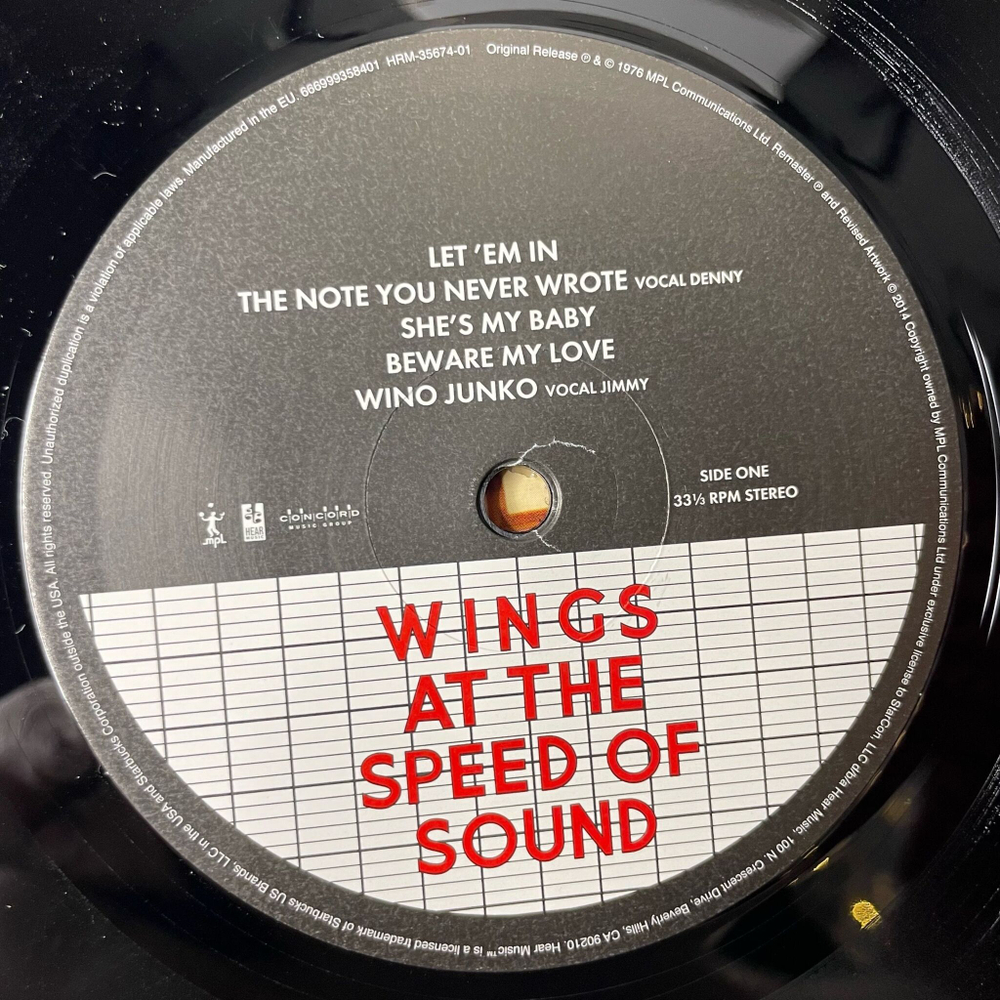 LET 'EM IN
THE NOTE YOU NEVER WROTE VOCAL DENNY
SHE'S MY BABY
BEWARE MY LOVE
WINO JUNKO VOCAL JIMMY
SIDE ONE
33⅓ RPM STEREO
mpl
HEAR MUSIC
CONCORD
MUSIC GROUP
WINGS
AT THE
SPEED OF
SOUND
Original Release ℗ & © 1976 MPL Communications Ltd. Remaster ℗ and Revised Artwork © 2014 Copyright owned by MPL Communications Ltd under exclusive license to StarCon, LLC d/b/a Hear Music, 100 N. Crescent Drive, Beverly Hills, CA 90210. Hear Music™ is a licensed trademark of Starbucks US Brands, LLC in the USA and Starbucks Corporation outside the USA. All rights reserved. Unauthorized duplication is a violation of applicable laws. Manufactured in the EU. 666999358401 HRM-35674-01